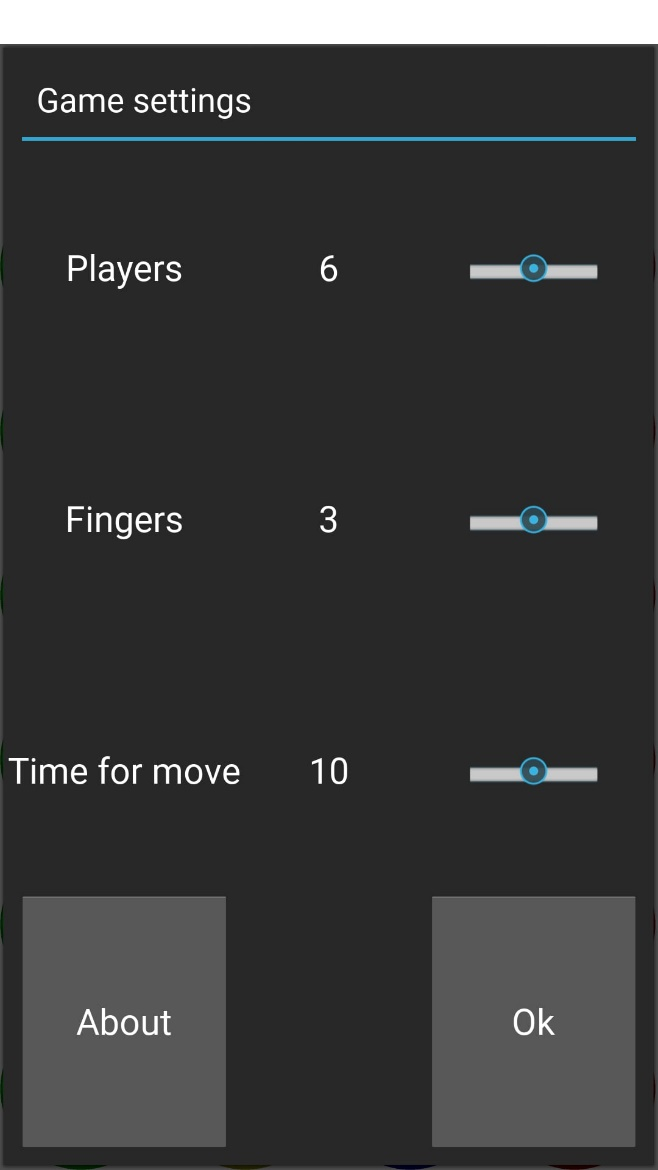 Game settings
Players 6
Fingers 3
Time for move 10
About Ok